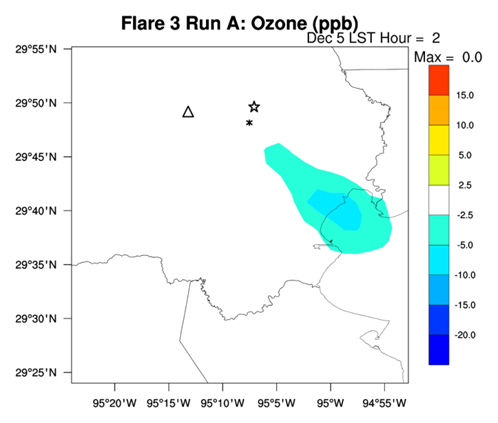 Flare 3 Run A: Ozone (ppb)
Dec 5 LST Hour = 2
Max = 0.0
29°55'N
29°50'N
29°45'N
29°40'N
29°35'N
29°30'N
29°25'N
95°20'W 95°15'W 95°10'W 95°5'W 95°W 94°55'W
15.0
10.0
5.0
2.5
-2.5
-5.0
-10.0
-15.0
-20.0